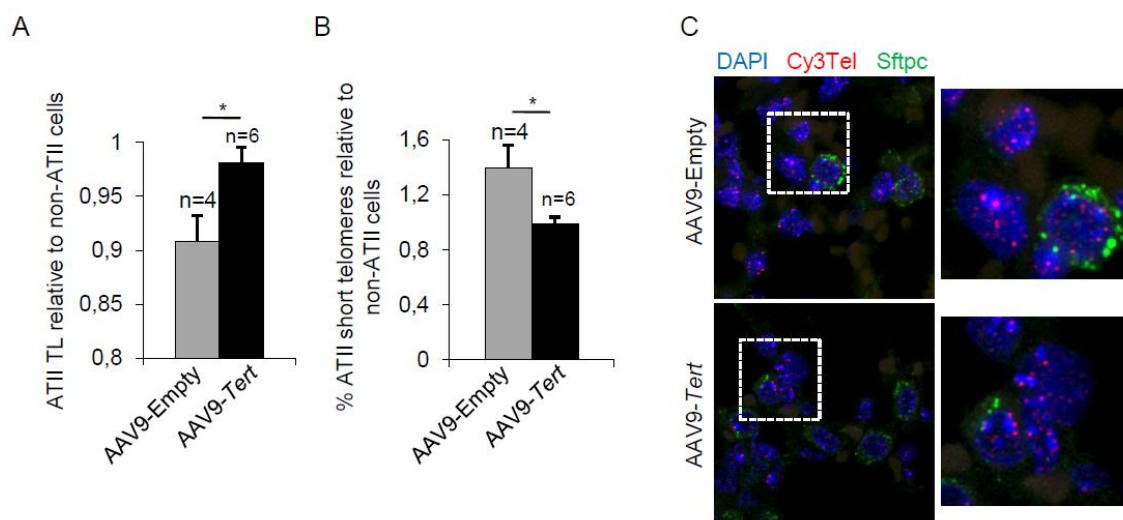 A
ATII TL relative to non-ATII cells
1
0,95
0,9
0,85
0,8
*
n=4
n=6
AAV9-Empty
AAV9-Tert
B
% ATII short telomeres relative to
non-ATII cells
1,6
1,2
0,8
0,4
0
*
n=4
n=6
AAV9-Empty
AAV9-Tert
C
DAPI Cy3Tel Sftpc
AAV9-Empty
AAV9-Tert